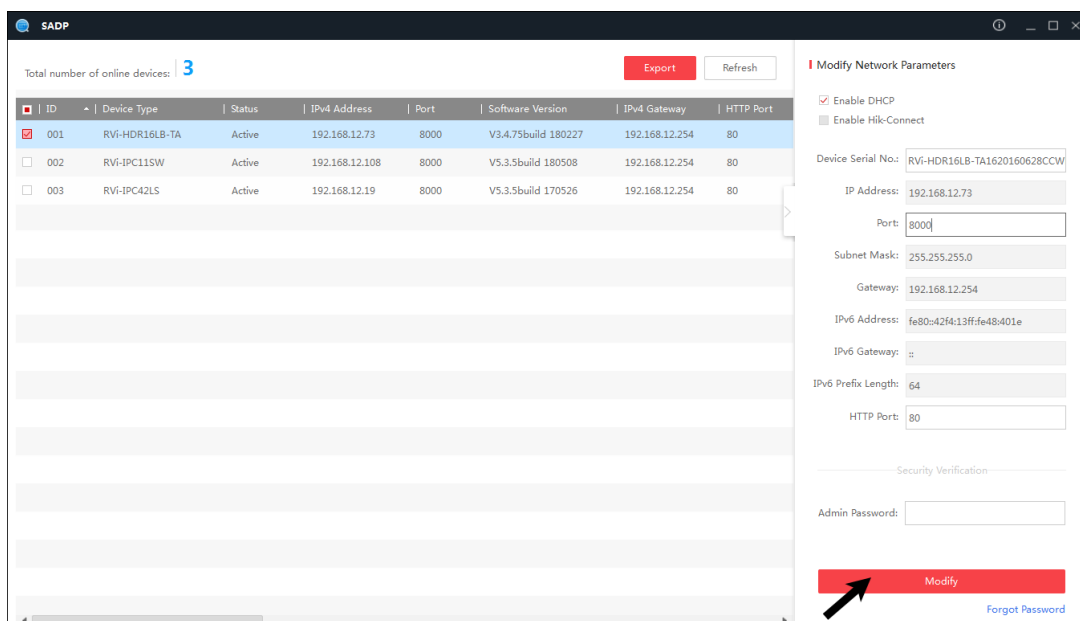 SADP
Total number of online devices: 3
Export
Refresh
ID Device Type Status IPv4 Address Port Software Version IPv4 Gateway HTTP Port
001 RVi-HDR16LB-TA Active 192.168.12.73 8000 V3.4.75build 180227 192.168.12.254 80
002 RVi-IPC11SW Active 192.168.12.108 8000 V5.3.5build 180508 192.168.12.254 80
003 RVi-IPC42LS Active 192.168.12.19 8000 V5.3.5build 170526 192.168.12.254 80
Modify Network Parameters
Enable DHCP
Enable Hik-Connect
Device Serial No.: RVi-HDR16LB-TA1620160628CCW
IP Address: 192.168.12.73
Port: 8000
Subnet Mask: 255.255.255.0
Gateway: 192.168.12.254
IPv6 Address: fe80::42f4:13ff:fe48:401e
IPv6 Gateway: ::
IPv6 Prefix Length: 64
HTTP Port: 80
Security Verification
Admin Password:
Modify
Forgot Password